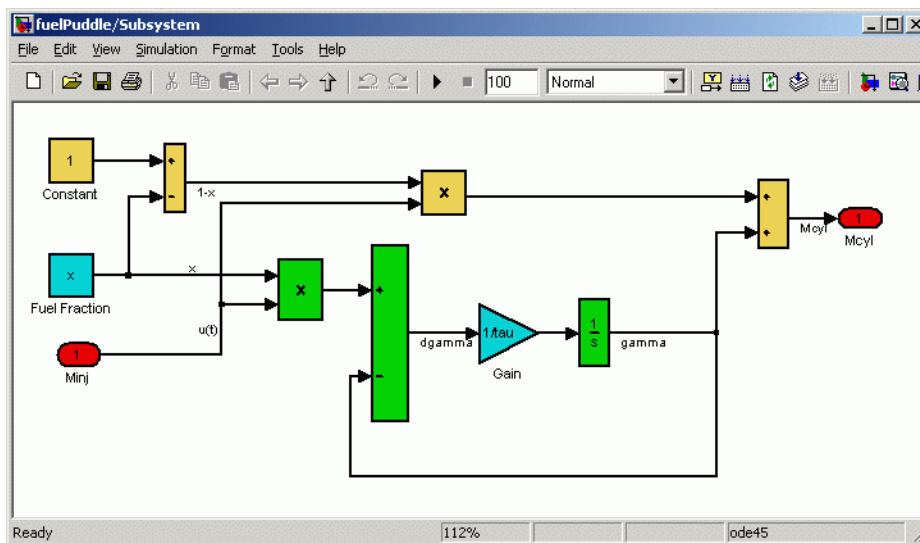 fuelPuddle/Subsystem
File Edit View Simulation Format Tools Help
100 Normal
1
Constant
+
-
1-x
x
+
+
Mcyl
1
Mcyl
x
Fuel Fraction
x
x
u(t)
1
Minj
+
-
dgamma
1/tau
Gain
1
s
gamma
Ready 112% ode45